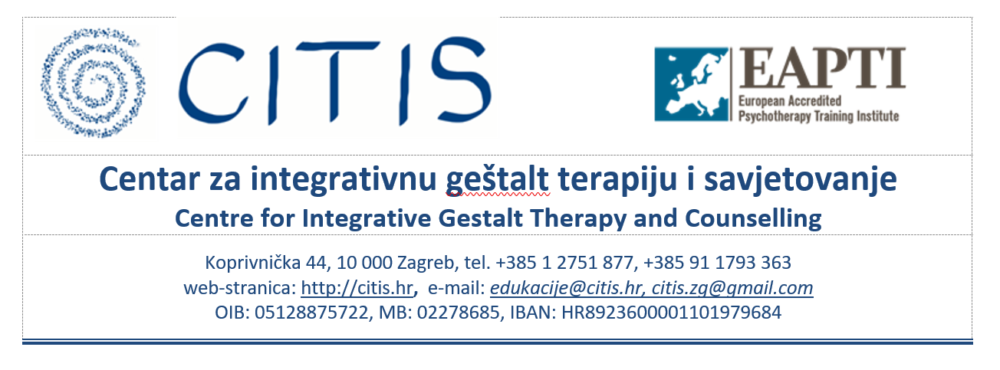 CITIS
EAPTI
European Accredited
Psychotherapy Training Institute
Centar za integrativnu geštalt terapiju i savjetovanje
Centre for Integrative Gestalt Therapy and Counselling
Koprivnička 44, 10 000 Zagreb, tel. +385 1 2751 877, +385 91 1793 363
web-stranica: http://citis.hr, e-mail: edukacije@citis.hr, citis.zg@gmail.com
OIB: 05128875722, MB: 02278685, IBAN: HR8923600001101979684